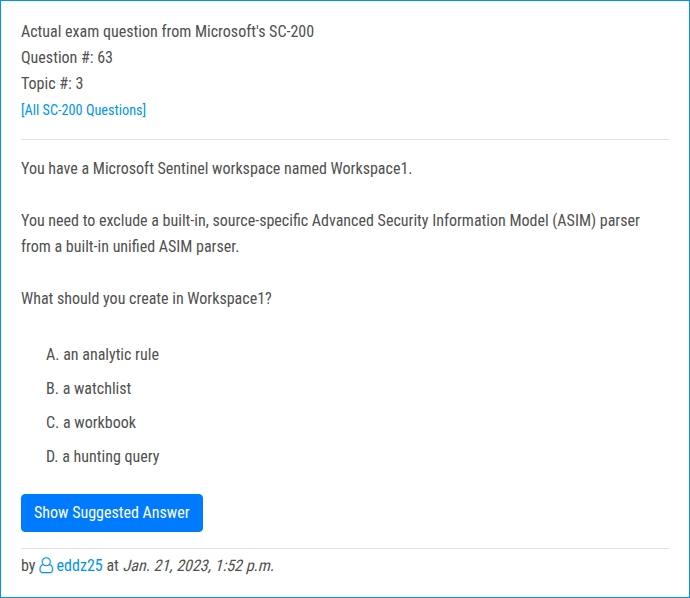 Actual exam question from Microsoft's SC-200
Question #: 63
Topic #: 3
[All SC-200 Questions]
You have a Microsoft Sentinel workspace named Workspace1.
You need to exclude a built-in, source-specific Advanced Security Information Model (ASIM) parser
from a built-in unified ASIM parser.
What should you create in Workspace1?
A. an analytic rule
B. a watchlist
C. a workbook
D. a hunting query
Show Suggested Answer
by eddz25 at Jan. 21, 2023, 1:52 p.m.